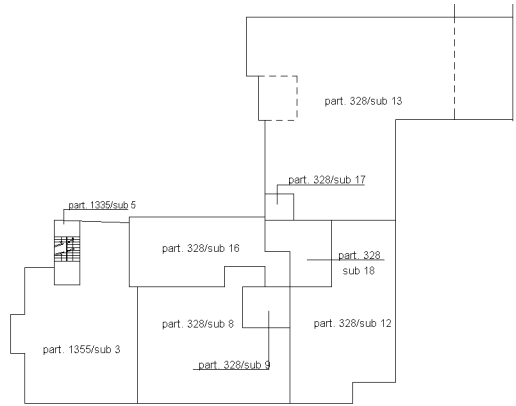 part. 328/sub 13
part. 328/sub 17
part. 1335/sub 5
part. 328/sub 16
part. 328
sub 18
part. 328/sub 8
part. 328/sub 12
part. 1355/sub 3
part. 328/sub 9